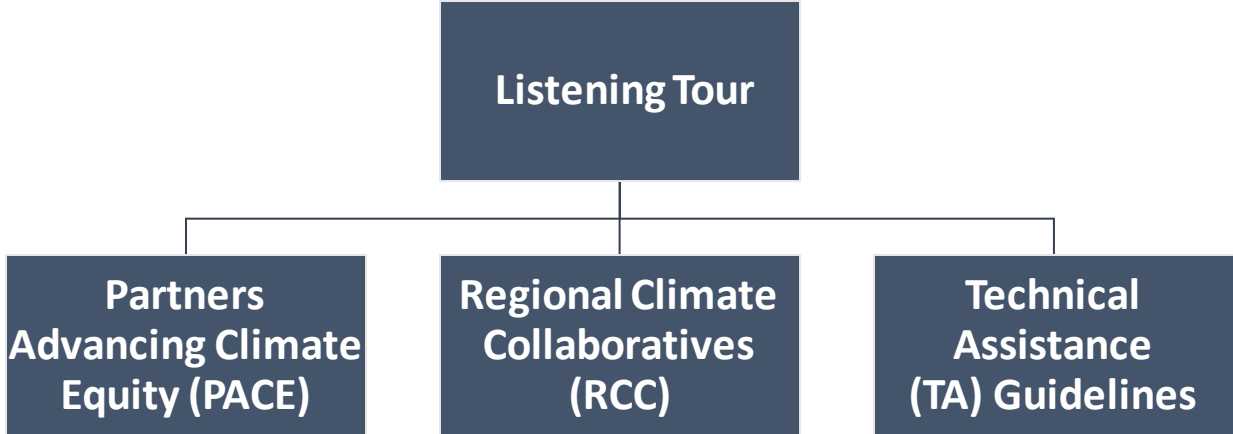 Listening Tour
Partners
Advancing Climate
Equity (PACE)
Regional Climate
Collaboratives
(RCC)
Technical
Assistance
(TA) Guidelines